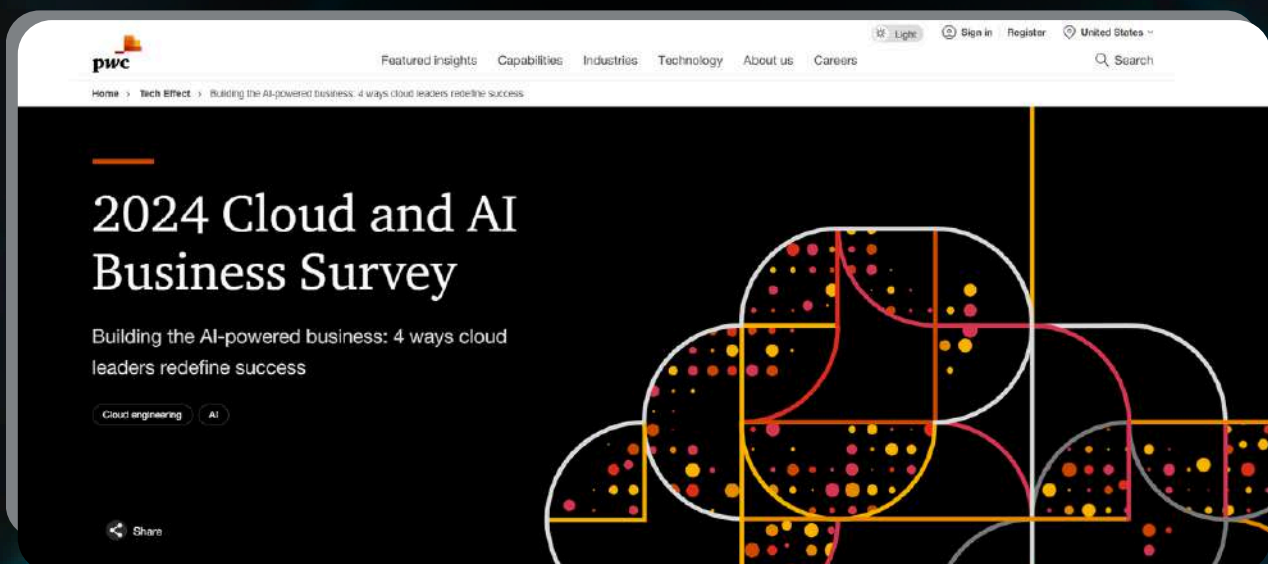 Light
Sign in
Register
United States
pwc
Featured insights
Capabilities
Industries
Technology
About us
Careers
Search
Home > Tech Effect > Building the AI-powered business: 4 ways cloud leaders redefine success
2024 Cloud and AI
Business Survey
Building the AI-powered business: 4 ways cloud
leaders redefine success
Cloud engineering
AI
Share